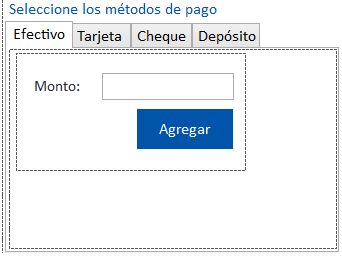 Seleccione los métodos de pago
Efectivo Tarjeta Cheque Depósito
Monto:
Agregar